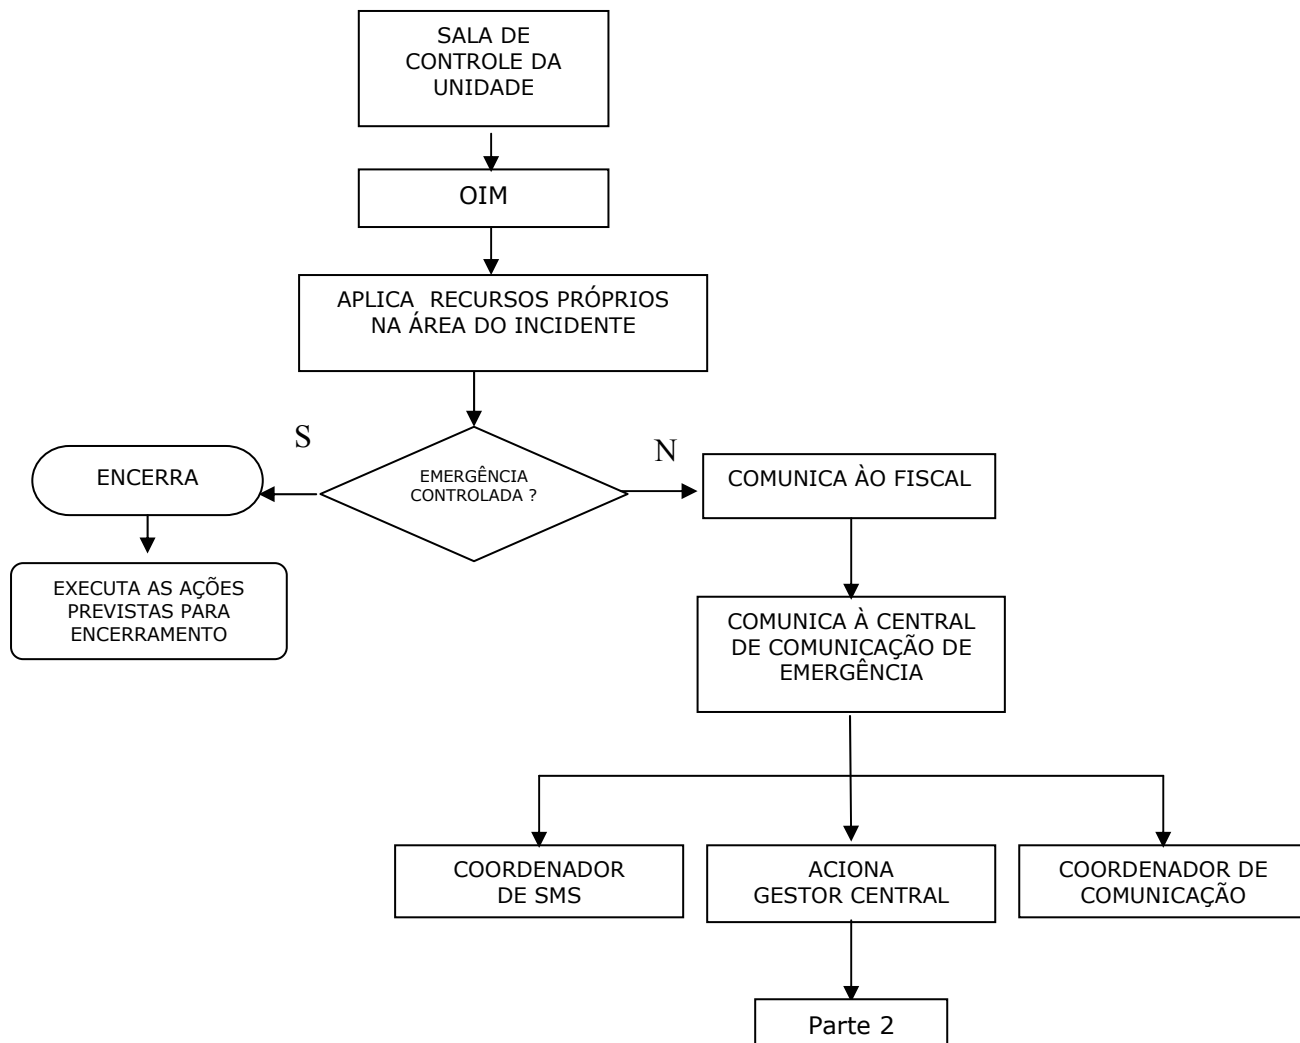 SALA DE
CONTROLE DA
UNIDADE
OIM
APLICA RECURSOS PRÓPRIOS
NA ÁREA DO INCIDENTE
S
N
ENCERRA
EMERGÊNCIA
CONTROLADA ?
COMUNICA ÀO FISCAL
EXECUTA AS AÇÕES
PREVISTAS PARA
ENCERRAMENTO
COMUNICA À CENTRAL
DE COMUNICAÇÃO DE
EMERGÊNCIA
COORDENADOR
DE SMS
ACIONA
GESTOR CENTRAL
COORDENADOR DE
COMUNICAÇÃO
Parte 2